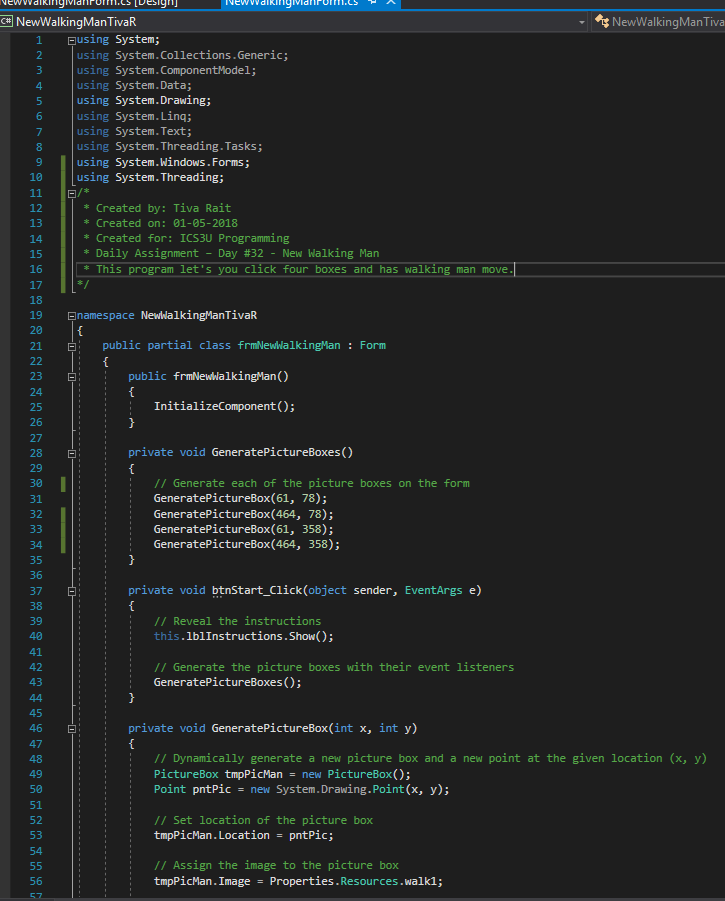 NewWalkingManForm.cs [Design]
NewWalkingManForm.cs
C# NewWalkingManTivaR
NewWalkingManTiva
1 using System;
2 using System.Collections.Generic;
3 using System.ComponentModel;
4 using System.Data;
5 using System.Drawing;
6 using System.Linq;
7 using System.Text;
8 using System.Threading.Tasks;
9 using System.Windows.Forms;
10 using System.Threading;
11 /*
12 * Created by: Tiva Rait
13 * Created on: 01-05-2018
14 * Created for: ICS3U Programming
15 * Daily Assignment – Day #32 - New Walking Man
16 * This program let's you click four boxes and has walking man move.
17 */
18
19 namespace NewWalkingManTivaR
20 {
21 public partial class frmNewWalkingMan : Form
22 {
23 public frmNewWalkingMan()
24 {
25 InitializeComponent();
26 }
27
28 private void GeneratePictureBoxes()
29 {
30 // Generate each of the picture boxes on the form
31 GeneratePictureBox(61, 78);
32 GeneratePictureBox(464, 78);
33 GeneratePictureBox(61, 358);
34 GeneratePictureBox(464, 358);
35 }
36
37 private void btnStart_Click(object sender, EventArgs e)
38 {
39 // Reveal the instructions
40 this.lblInstructions.Show();
41
42 // Generate the picture boxes with their event listeners
43 GeneratePictureBoxes();
44 }
45
46 private void GeneratePictureBox(int x, int y)
47 {
48 // Dynamically generate a new picture box and a new point at the given location (x, y)
49 PictureBox tmpPicMan = new PictureBox();
50 Point pntPic = new System.Drawing.Point(x, y);
51
52 // Set location of the picture box
53 tmpPicMan.Location = pntPic;
54
55 // Assign the image to the picture box
56 tmpPicMan.Image = Properties.Resources.walk1;
57